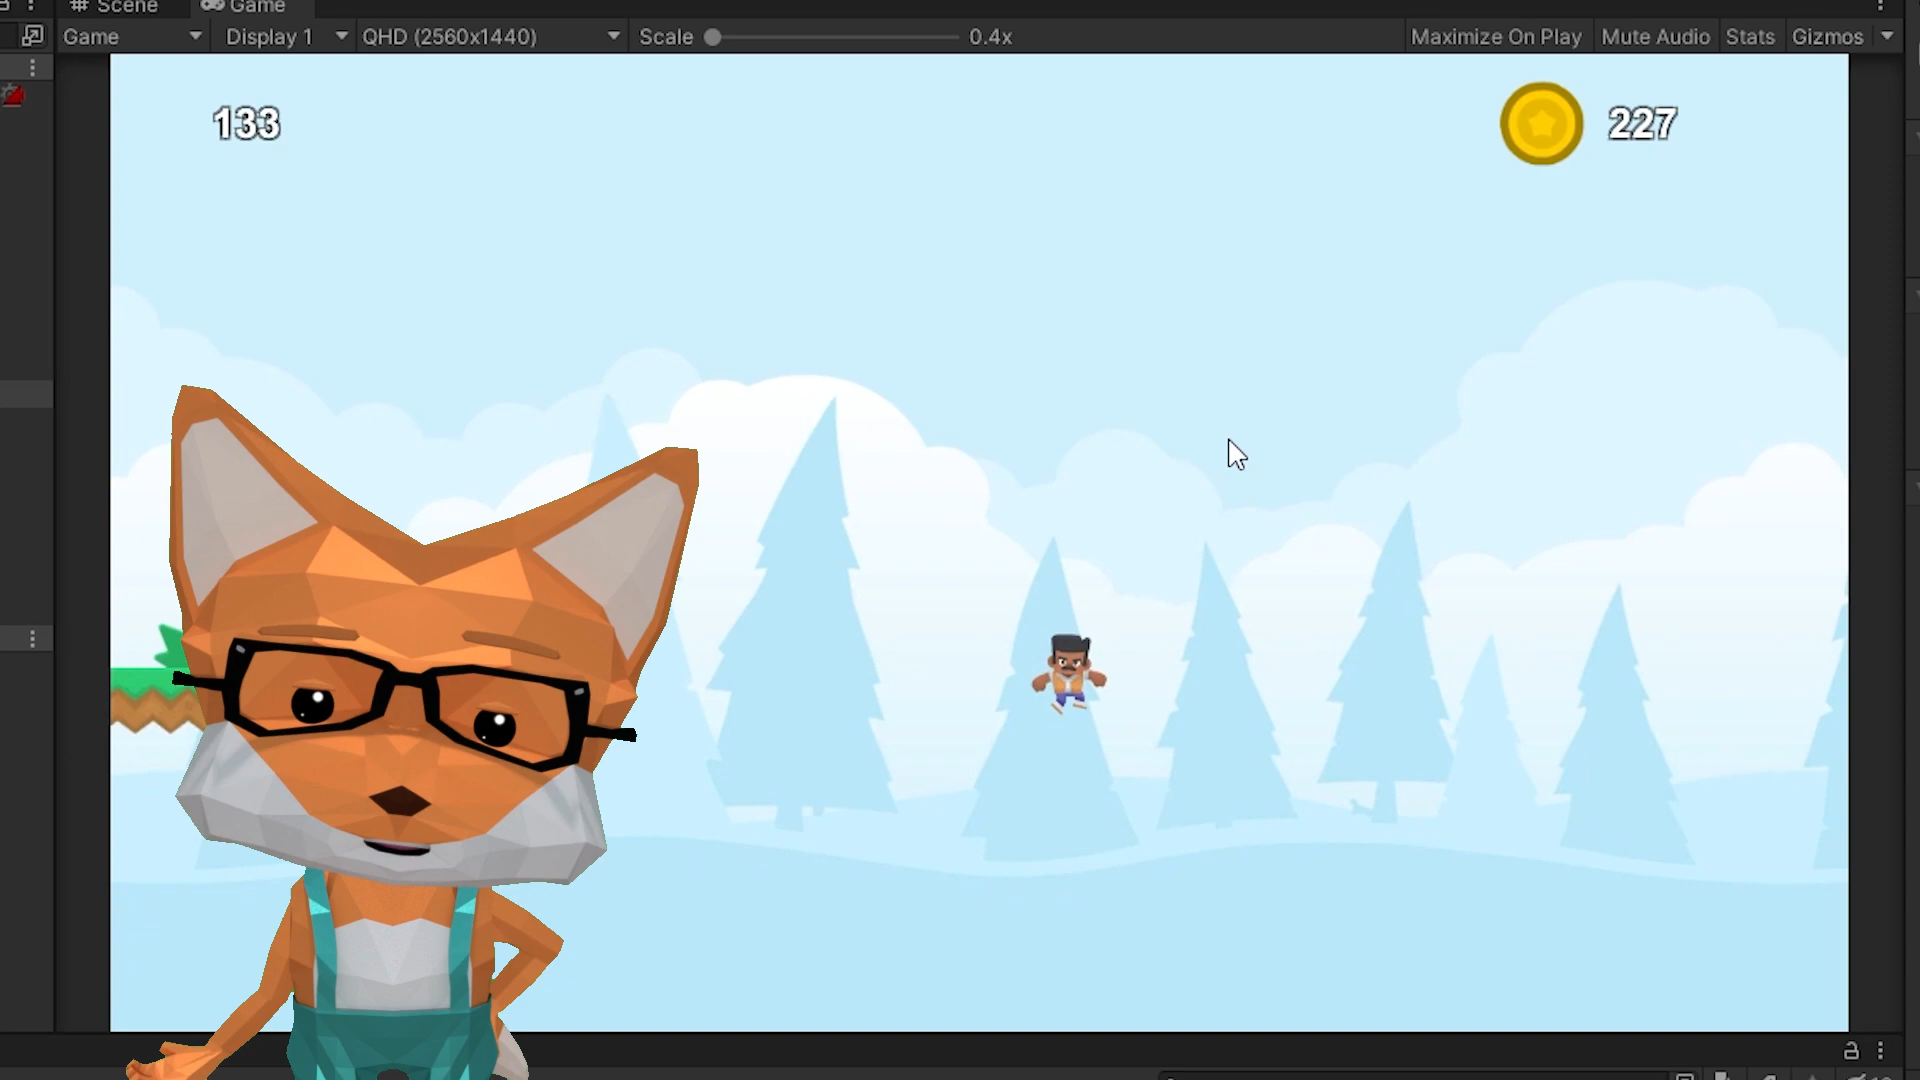 Scene Game
Game Display 1 QHD (2560x1440) Scale 0.4x Maximize On Play Mute Audio Stats Gizmos
133 227